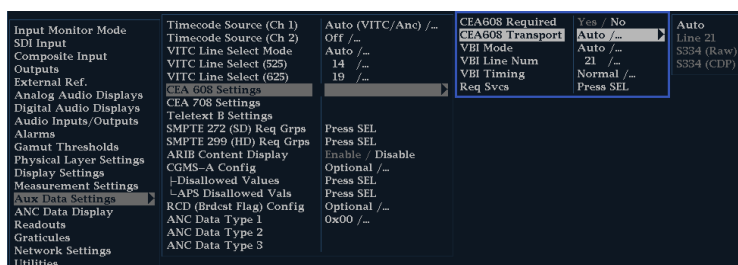 Input Monitor Mode
SDI Input
Composite Input
Outputs
External Ref.
Analog Audio Displays
Digital Audio Displays
Audio Inputs/Outputs
Alarms
Gamut Thresholds
Physical Layer Settings
Display Settings
Measurement Settings
Aux Data Settings
ANC Data Display
Readouts
Graticules
Network Settings
Utilities
Timecode Source (Ch 1) Auto (VITC/Anc) /...
Timecode Source (Ch 2) Off /...
VITC Line Select Mode Auto /...
VITC Line Select (525) 14 /...
VITC Line Select (625) 19 /...
CEA 608 Settings
CEA 708 Settings
Teletext B Settings
SMPTE 272 (SD) Req Grps Press SEL
SMPTE 299 (HD) Req Grps Press SEL
ARIB Content Display Enable / Disable
CGMS-A Config Optional /...
├Disallowed Values Press SEL
└APS Disallowed Vals Press SEL
RCD (Brdcst Flag) Config Optional /...
ANC Data Type 1 0x00 /...
ANC Data Type 2
ANC Data Type 3
CEA608 Required Yes / No
CEA608 Transport Auto /...
VBI Mode Auto /...
VBI Line Num 21 /...
VBI Timing Normal /...
Req Svcs Press SEL
Auto
Line 21
S334 (Raw)
S334 (CDP)